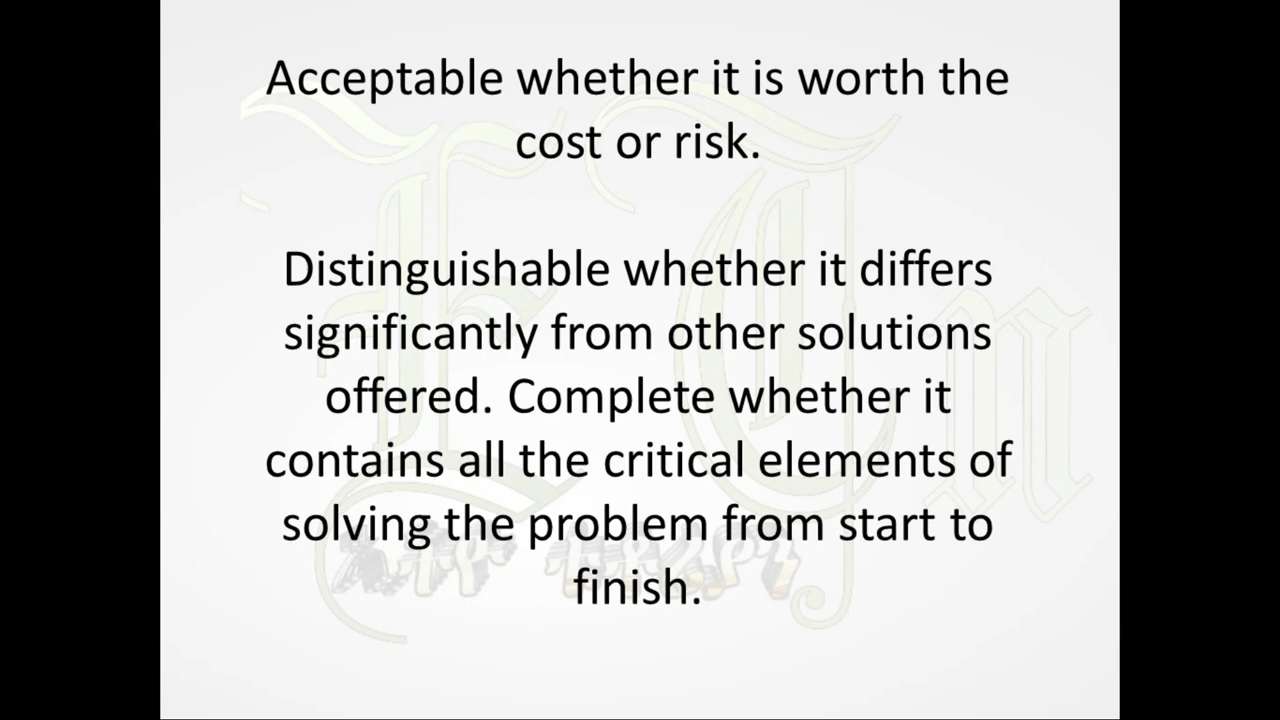 Acceptable whether it is worth the
cost or risk.
Distinguishable whether it differs
significantly from other solutions
offered. Complete whether it
contains all the critical elements of
solving the problem from start to
finish.